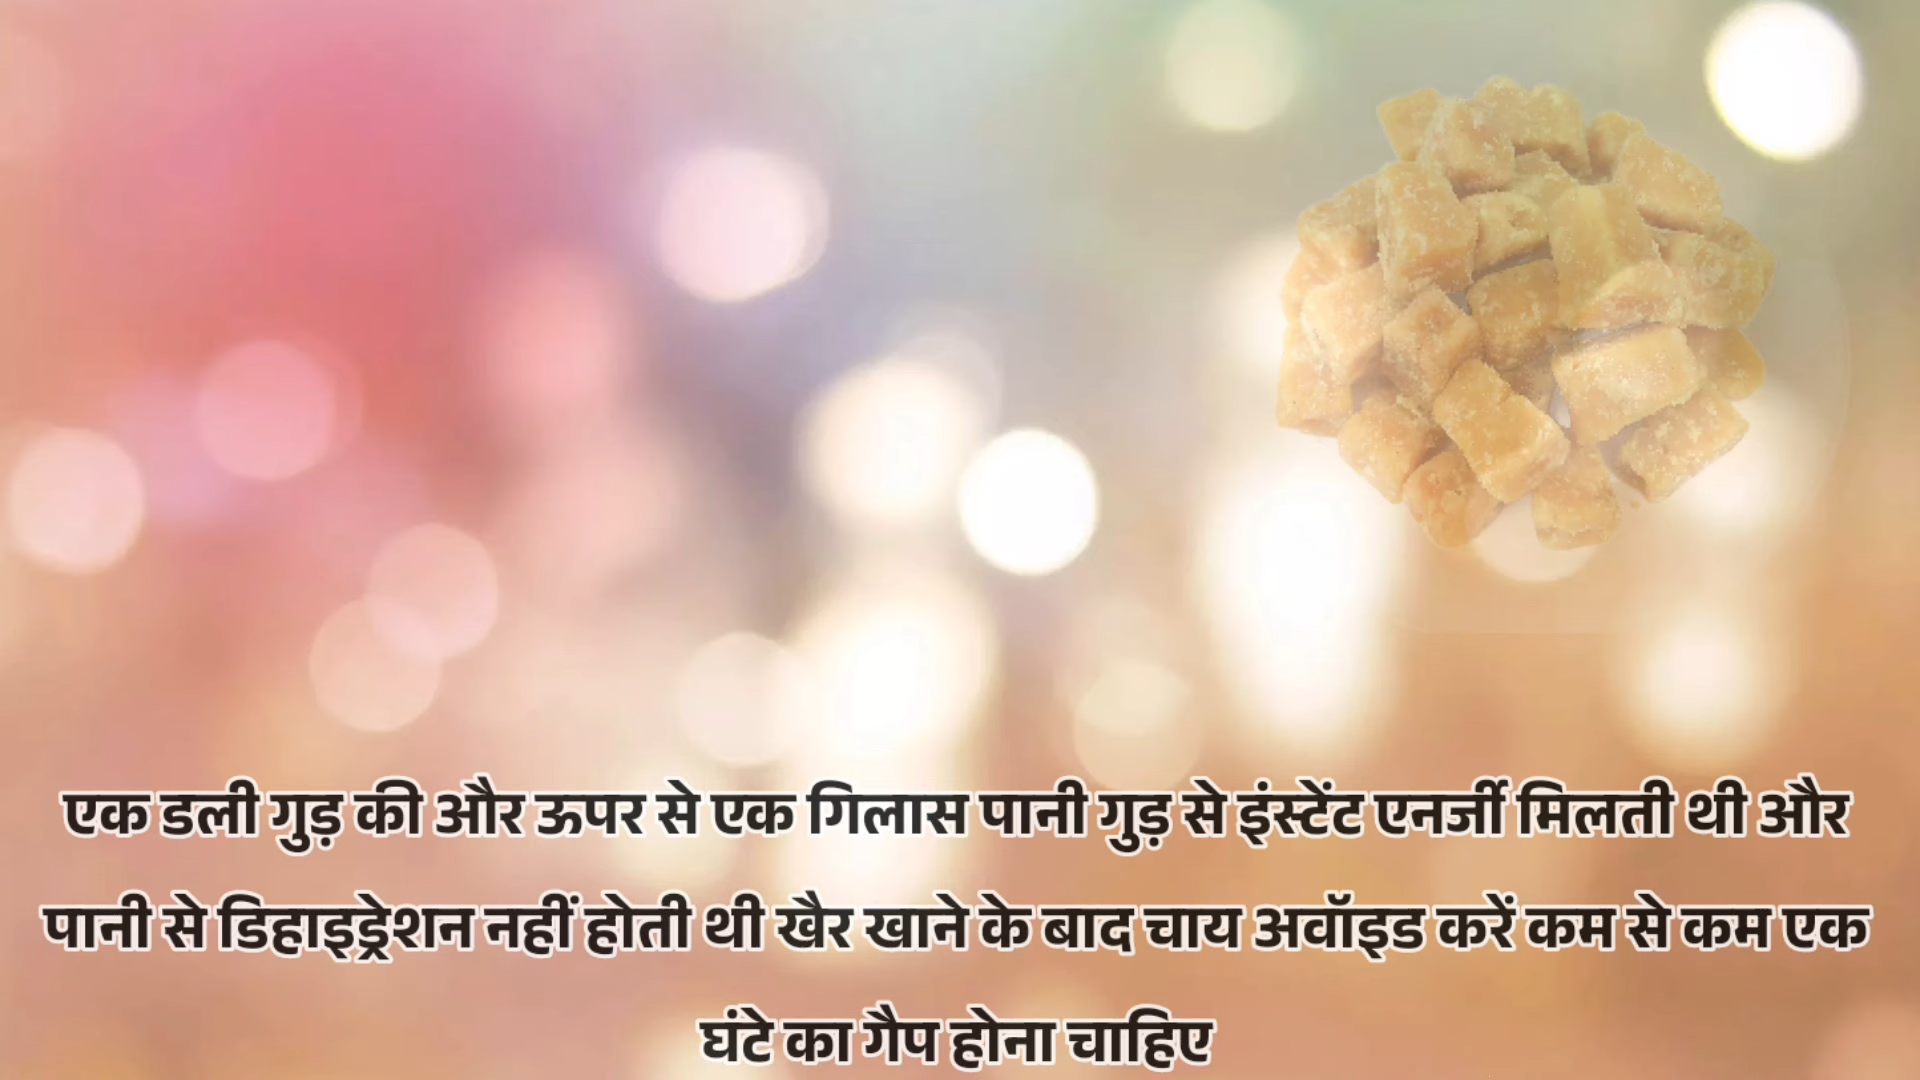 एक डली गुड़ की और ऊपर से एक गिलास पानी गुड़ से इंस्टेंट एनर्जी मिलती थी और
पानी से डिहाइड्रेशन नहीं होती थी खैर खाने के बाद चाय अवॉइड करें कम से कम एक
घंटे का गैप होना चाहिए